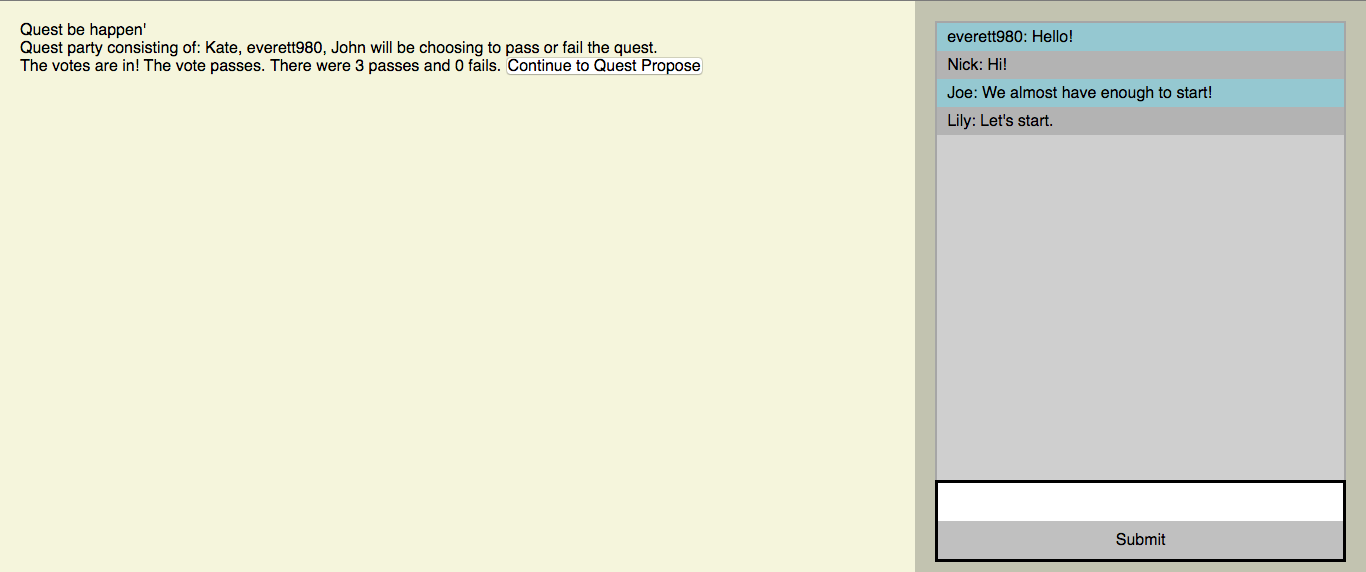 Quest be happen'
Quest party consisting of: Kate, everett980, John will be choosing to pass or fail the quest.
The votes are in! The vote passes. There were 3 passes and 0 fails. Continue to Quest Propose
everett980: Hello!
Nick: Hi!
Joe: We almost have enough to start!
Lily: Let's start.
Submit